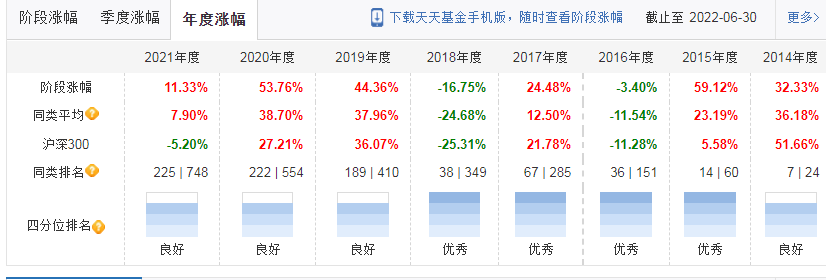 阶段涨幅 季度涨幅 年度涨幅 下载天天基金手机版，随时查看阶段涨幅 截止至 2022-06-30 更多>
2021年度 2020年度 2019年度 2018年度 2017年度 2016年度 2015年度 2014年度
阶段涨幅 11.33% 53.76% 44.36% -16.75% 24.48% -3.40% 59.12% 32.33%
同类平均 7.90% 38.70% 37.96% -24.68% 12.50% -11.54% 23.19% 36.18%
沪深300 -5.20% 27.21% 36.07% -25.31% 21.78% -11.28% 5.58% 51.66%
同类排名 225 | 748 222 | 554 189 | 410 38 | 349 67 | 285 36 | 151 14 | 60 7 | 24
四分位排名
良好 良好 良好 优秀 优秀 优秀 优秀 良好